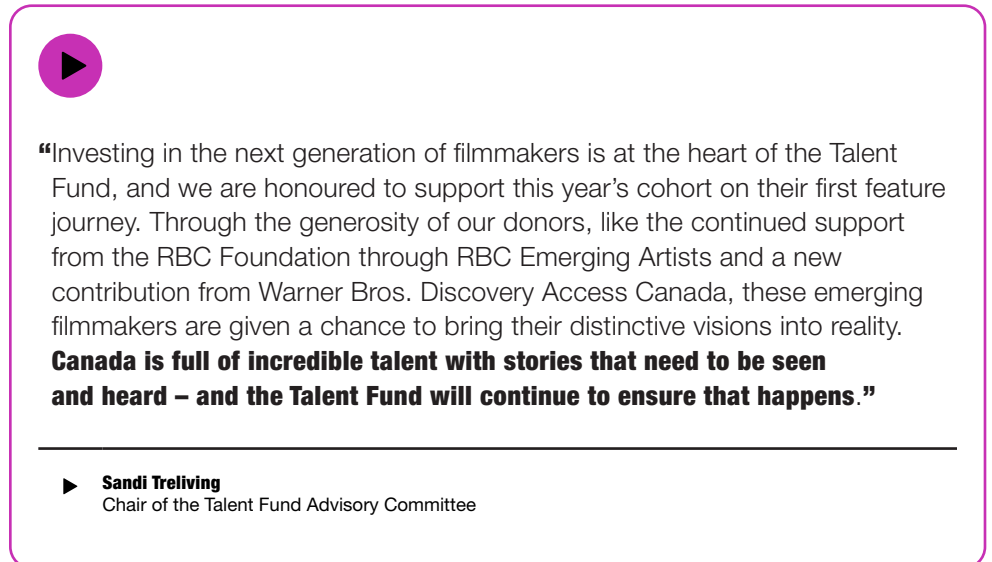 “Investing in the next generation of filmmakers is at the heart of the Talent
Fund, and we are honoured to support this year’s cohort on their first feature
journey. Through the generosity of our donors, like the continued support
from the RBC Foundation through RBC Emerging Artists and a new
contribution from Warner Bros. Discovery Access Canada, these emerging
filmmakers are given a chance to bring their distinctive visions into reality.
Canada is full of incredible talent with stories that need to be seen
and heard – and the Talent Fund will continue to ensure that happens.”
Sandi Treliving
Chair of the Talent Fund Advisory Committee